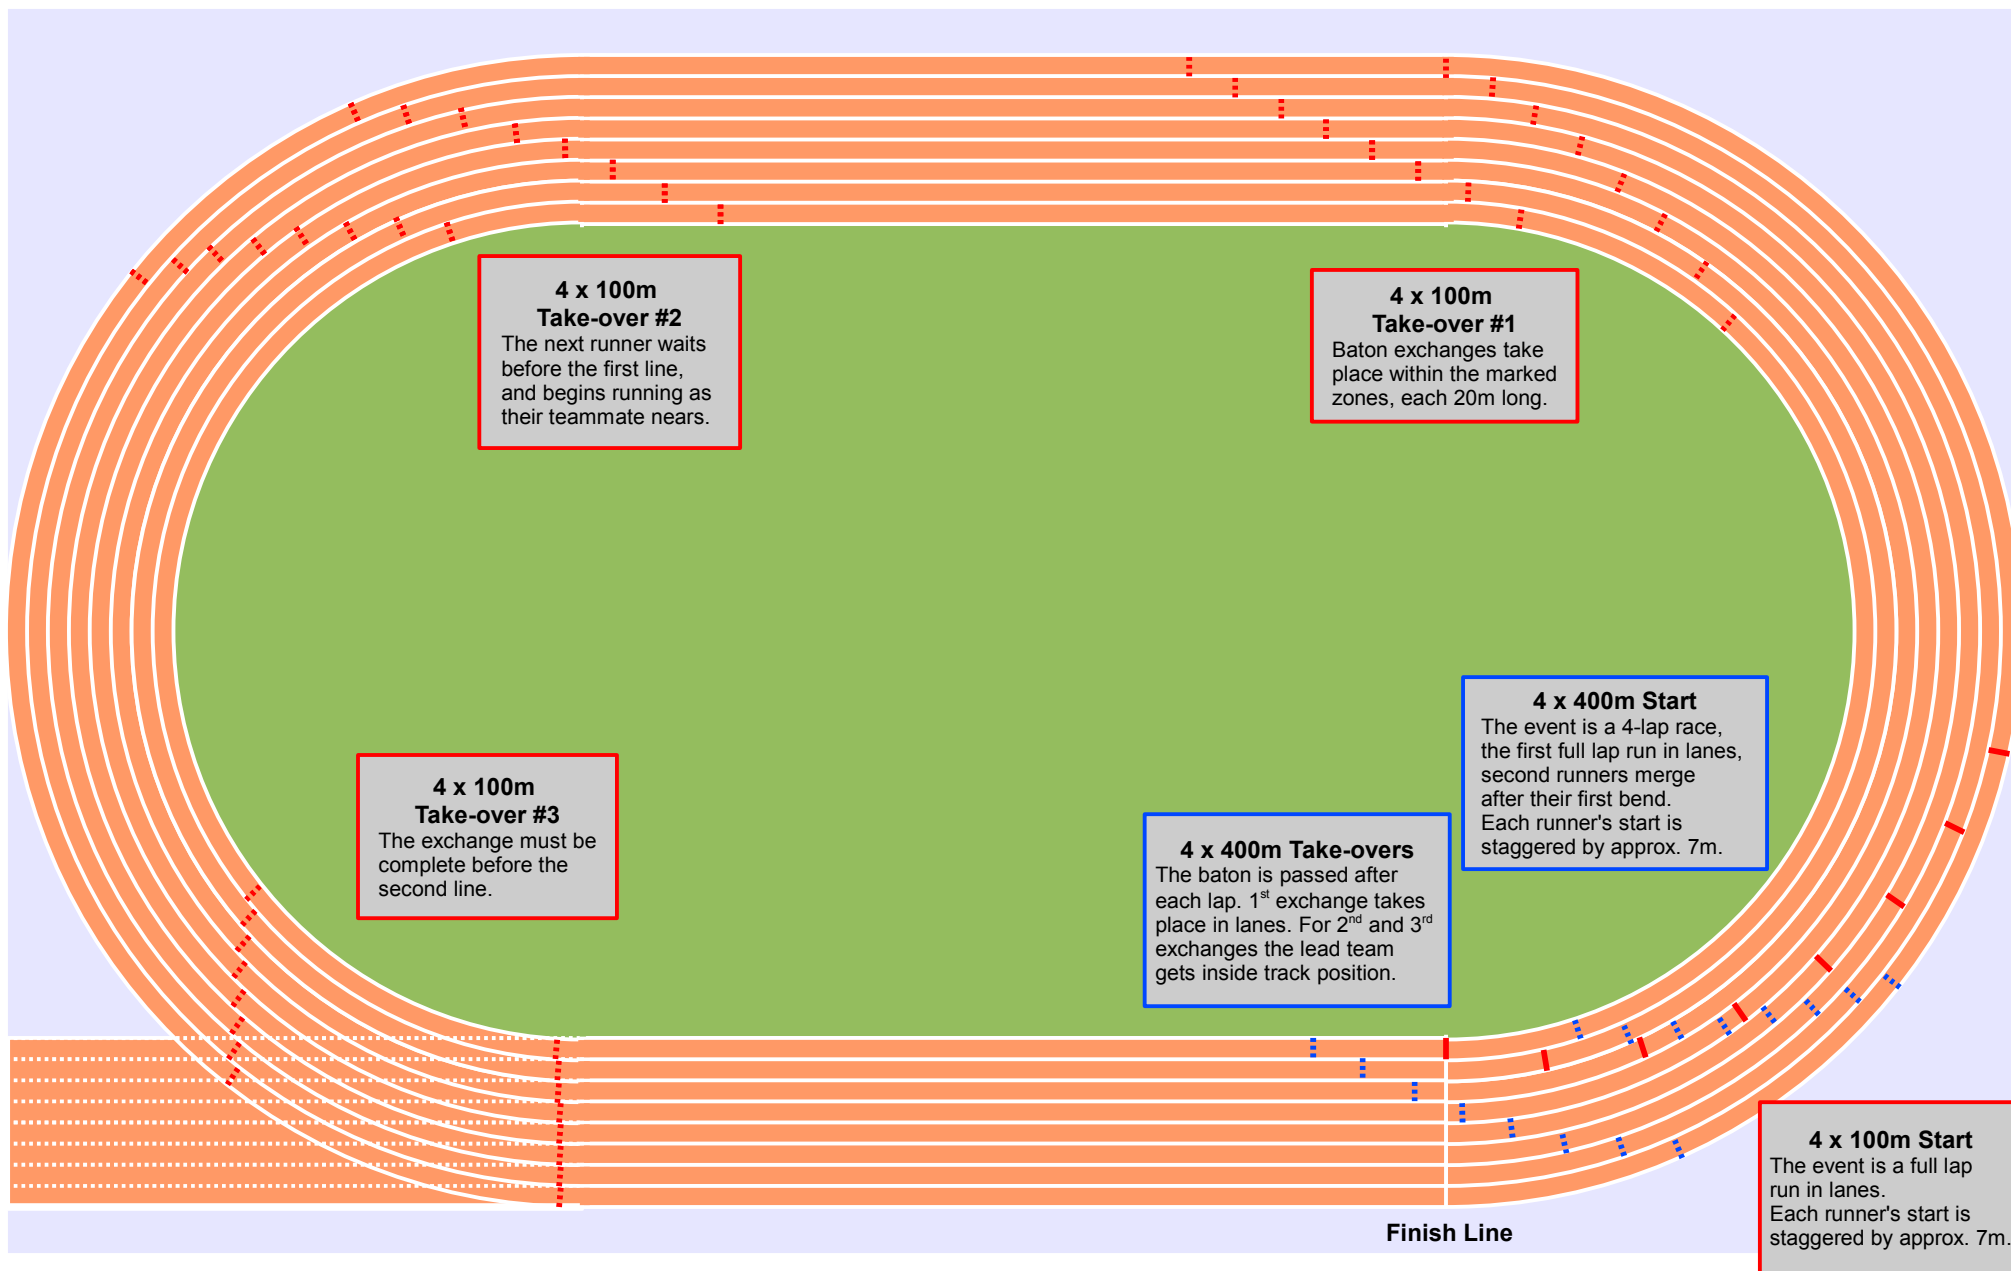 4 x 100m
Take-over #2
The next runner waits
before the first line,
and begins running as
their teammate nears.
4 x 100m
Take-over #1
Baton exchanges take
place within the marked
zones, each 20m long.
4 x 400m Start
The event is a 4-lap race,
the first full lap run in lanes,
second runners merge
after their first bend.
Each runner's start is
staggered by approx. 7m.
4 x 100m
Take-over #3
The exchange must be
complete before the
second line.
4 x 400m Take-overs
The baton is passed after
each lap. 1st exchange takes
place in lanes. For 2nd and 3rd
exchanges the lead team
gets inside track position.
4 x 100m Start
The event is a full lap
run in lanes.
Each runner's start is
staggered by approx. 7m.
Finish Line